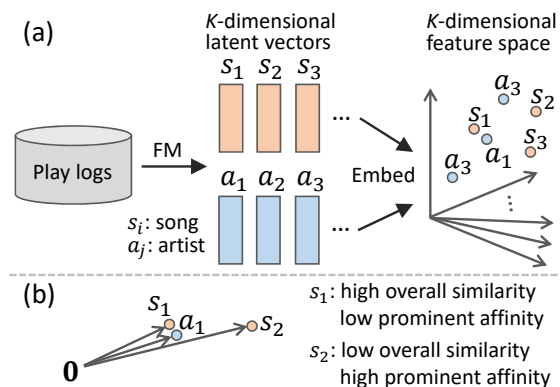 (a)
K-dimensional
latent vectors
s₁ s₂ s₃
...
Play logs
FM
a₁ a₂ a₃
...
sᵢ: song
aⱼ: artist
Embed
K-dimensional
feature space
a₃
s₂
s₁
a₁
s₃
a₃
...
(b)
s₁
a₁
s₂
0
s₁: high overall similarity
low prominent affinity
s₂: low overall similarity
high prominent affinity